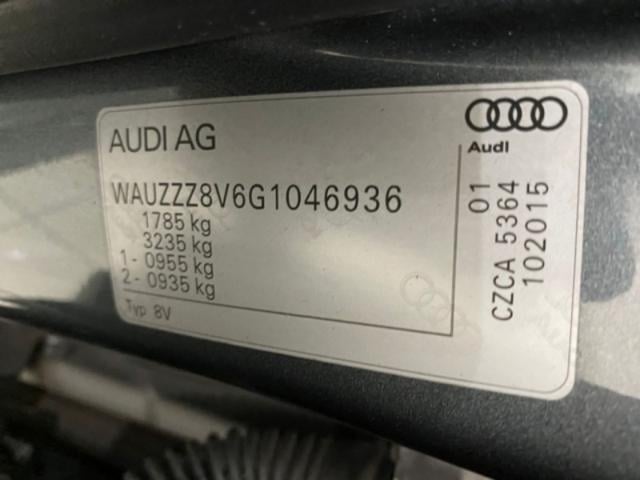 AUDI AG
WAUZZZ8V6G1046936
1785 kg
3235 kg
1- 0955 kg
2- 0935 kg
Typ 8V
Audi
01
CZCA 5364
102015